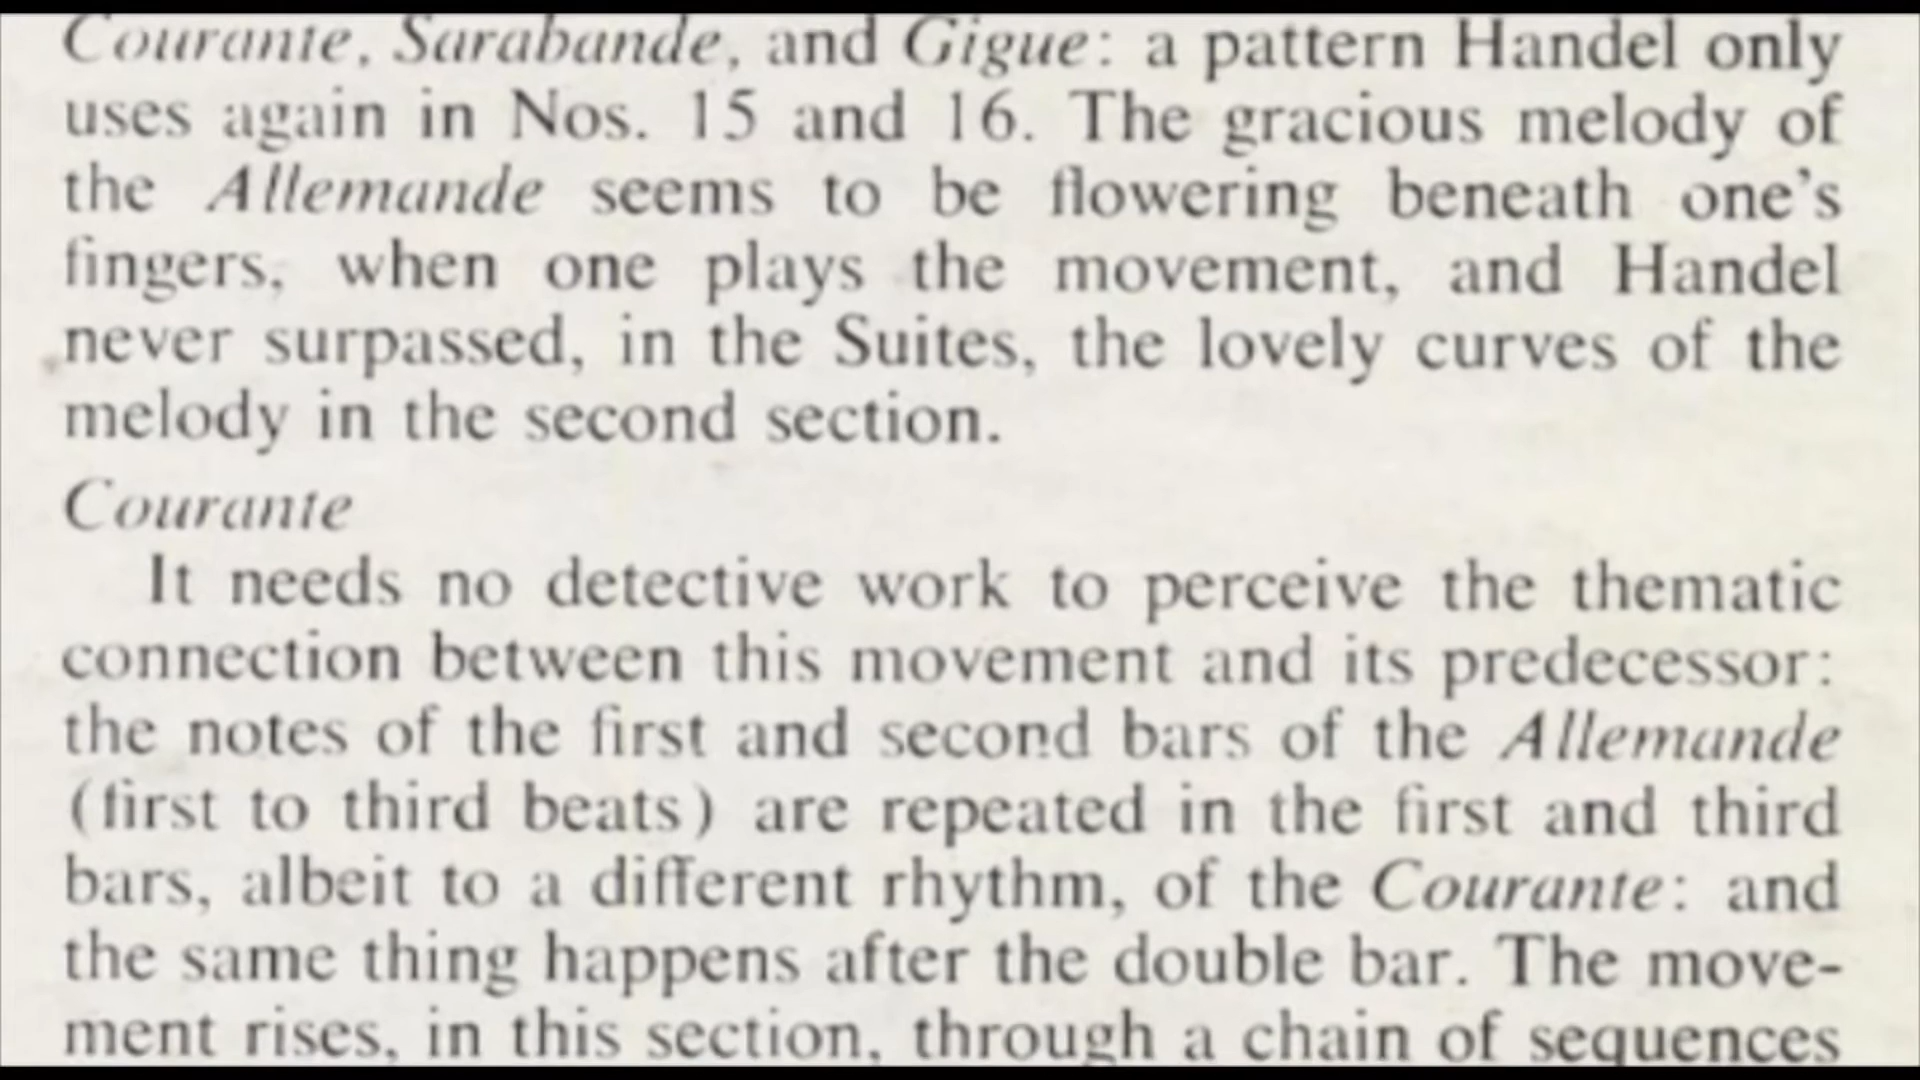 Courante, Sarabande, and Gigue: a pattern Handel only
uses again in Nos. 15 and 16. The gracious melody of
the Allemande seems to be flowering beneath one's
fingers, when one plays the movement, and Handel
never surpassed, in the Suites, the lovely curves of the
melody in the second section.
Courante
It needs no detective work to perceive the thematic
connection between this movement and its predecessor:
the notes of the first and second bars of the Allemande
(first to third beats) are repeated in the first and third
bars, albeit to a different rhythm, of the Courante: and
the same thing happens after the double bar. The move-
ment rises, in this section, through a chain of sequences